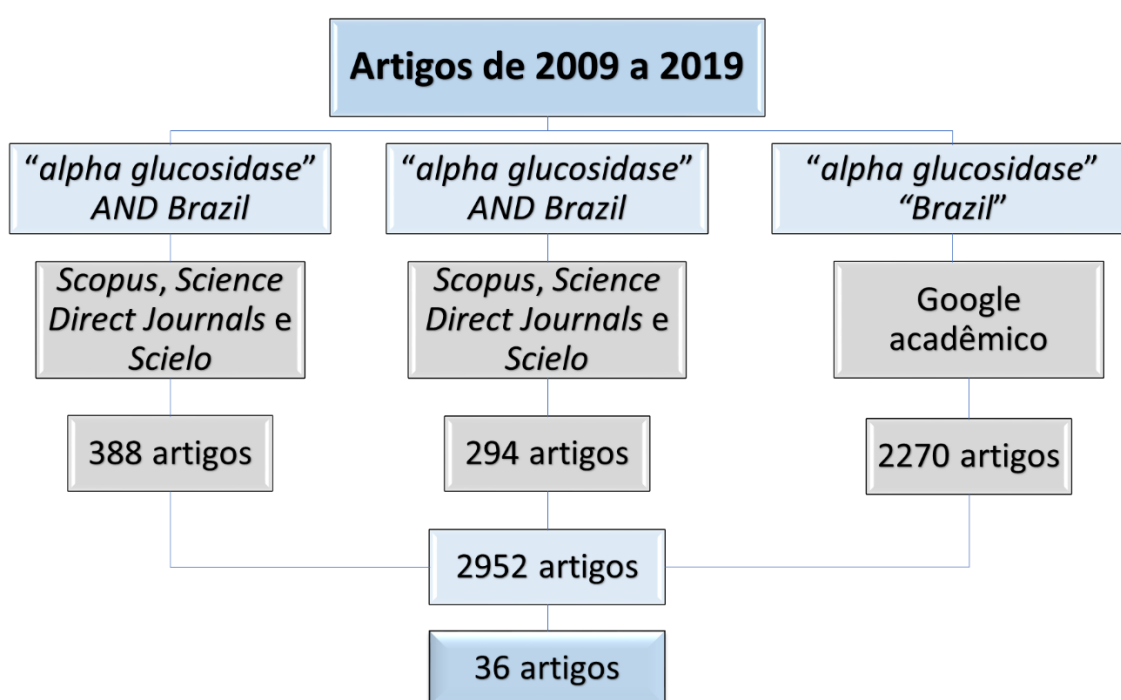 Artigos de 2009 a 2019
“alpha glucosidase”
AND Brazil
“alpha glucosidase”
AND Brazil
“alpha glucosidase”
“Brazil”
Scopus, Science
Direct Journals e
Scielo
Scopus, Science
Direct Journals e
Scielo
Google
acadêmico
388 artigos
294 artigos
2270 artigos
2952 artigos
36 artigos